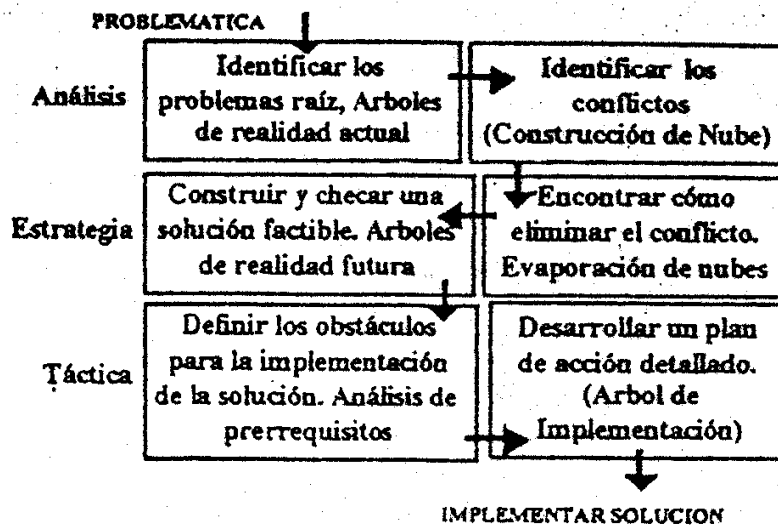 PROBLEMATICA
Análisis
Identificar los
problemas raíz, Arboles
de realidad actual
Identificar los
conflictos
(Construcción de Nube)
Estrategia
Construir y checar una
solución factible. Arboles
de realidad futura
Encontrar cómo
eliminar el conflicto.
Evaporación de nubes
Táctica
Definir los obstáculos
para la implementación
de la solución. Análisis de
prerrequisitos
Desarrollar un plan
de acción detallado.
(Arbol de
Implementación)
IMPLEMENTAR SOLUCION